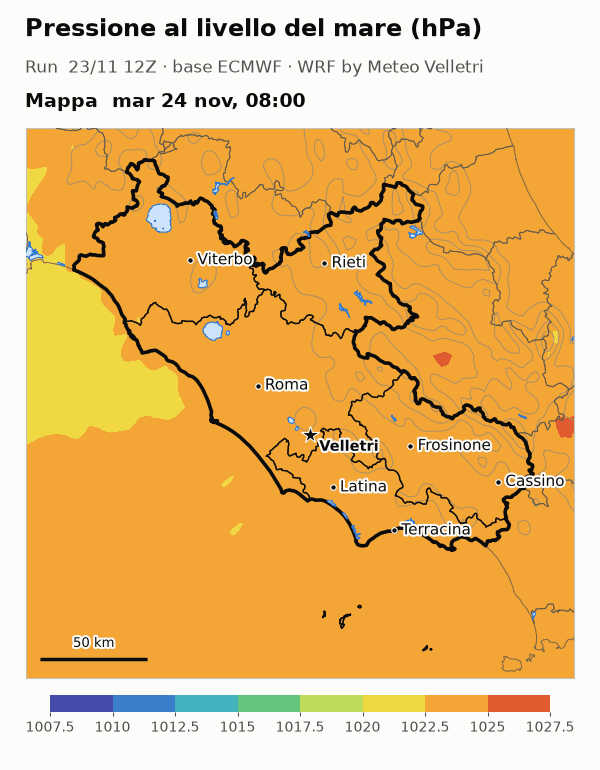 Pressione al livello del mare (hPa)
Run  23/11 12Z · base ECMWF · WRF by Meteo Velletri
Mappa  mar 24 nov, 08:00
Viterbo
Rieti
Roma
Velletri
Frosinone
Latina
Cassino
Terracina
50 km
1007.5 1010 1012.5 1015 1017.5 1020 1022.5 1025 1027.5